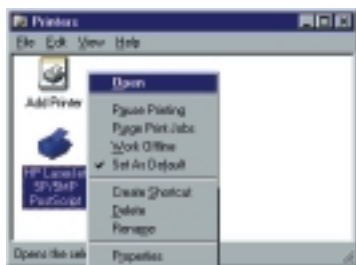 Printers
File Edit View Help
Add Printer
HP LaserJet
5P/5MP
PostScript
Open
Pause Printing
Purge Print Jobs
Work Offline
Set As Default
Create Shortcut
Delete
Rename
Properties
Opens the sele